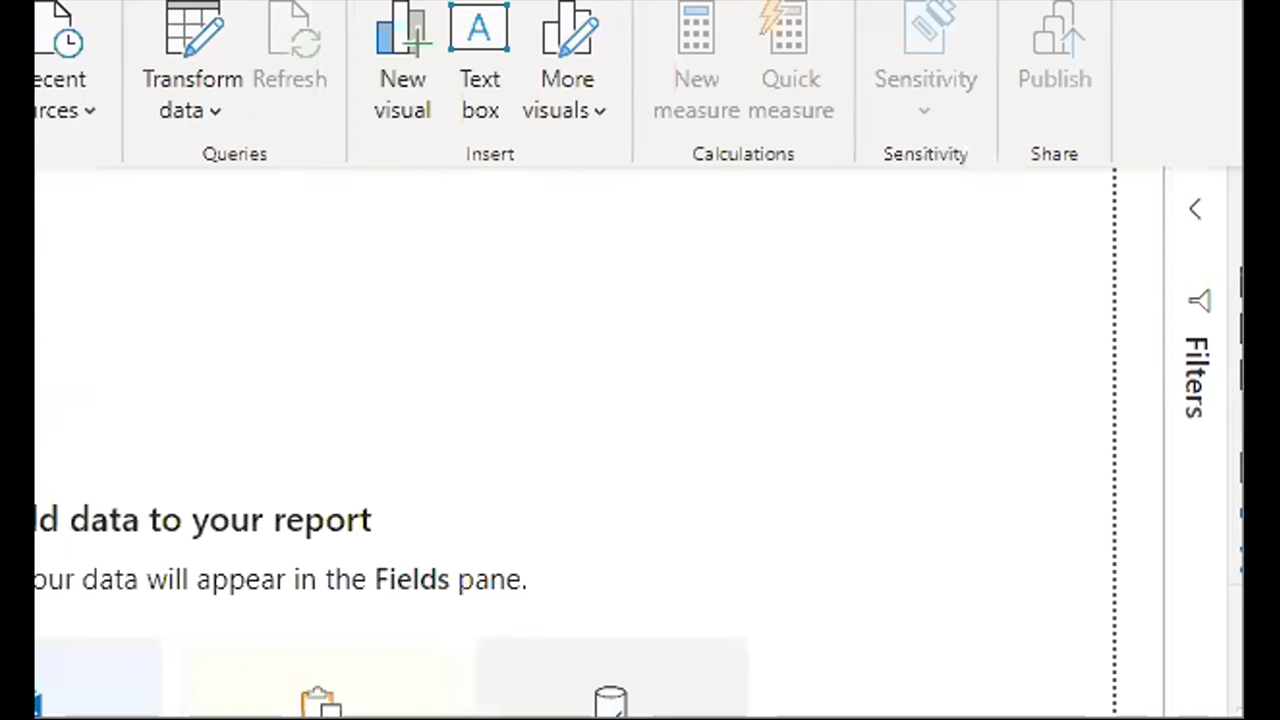 ecent
rces
Transform
data
Refresh
Queries
New
visual
A
Text
box
More
visuals
Insert
New
measure
Quick
measure
Calculations
Sensitivity
Sensitivity
Publish
Share
Filters
ld data to your report
our data will appear in the Fields pane.